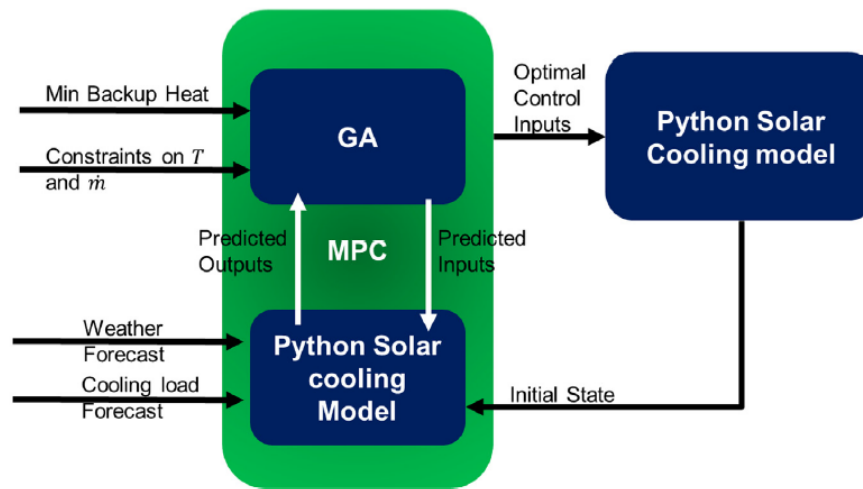 Min Backup Heat
Constraints on T
and ṁ
GA
Optimal
Control
Inputs
Python Solar
Cooling model
Predicted
Outputs
MPC
Predicted
Inputs
Weather
Forecast
Cooling load
Forecast
Python Solar
cooling
Model
Initial State